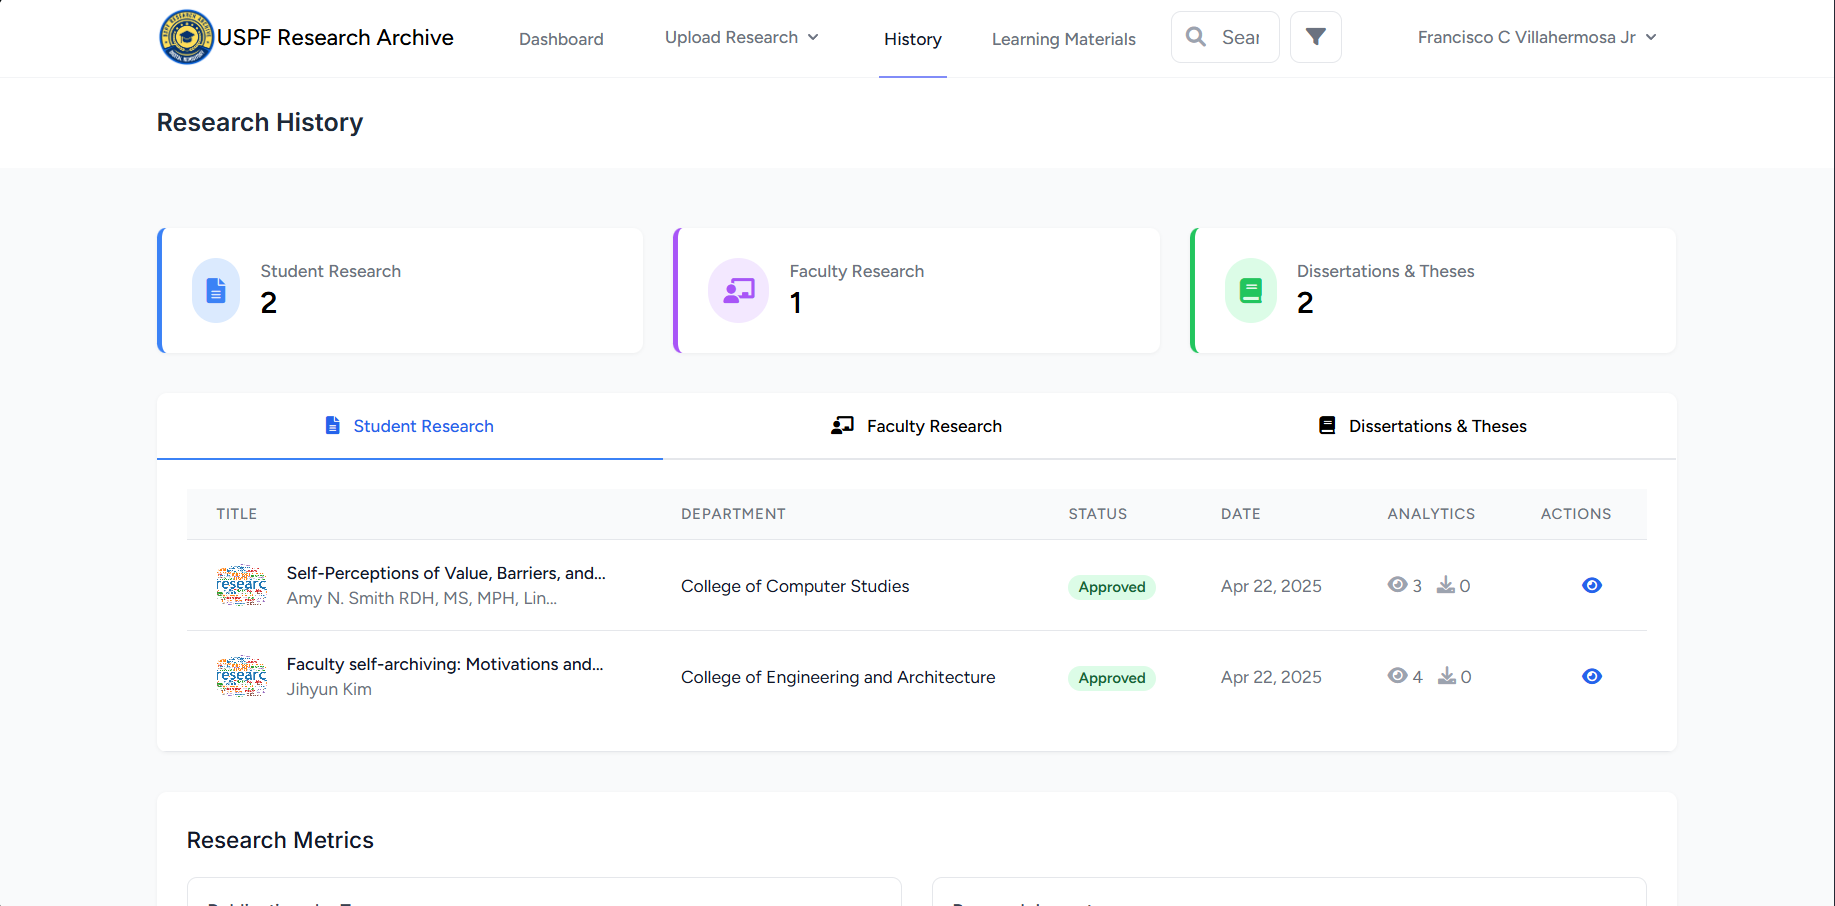 USPF Research Archive
Dashboard
Upload Research
History
Learning Materials
Francisco C Villahermosa Jr
Research History
Student Research
2
Faculty Research
1
Dissertations & Theses
2
Student Research
Faculty Research
Dissertations & Theses
TITLE DEPARTMENT STATUS DATE ANALYTICS ACTIONS
researc
Self-Perceptions of Value, Barriers, and...
Amy N. Smith RDH, MS, MPH, Lin...
College of Computer Studies
Approved
Apr 22, 2025
3 0
researc
Faculty self-archiving: Motivations and...
Jihyun Kim
College of Engineering and Architecture
Approved
Apr 22, 2025
4 0
Research Metrics